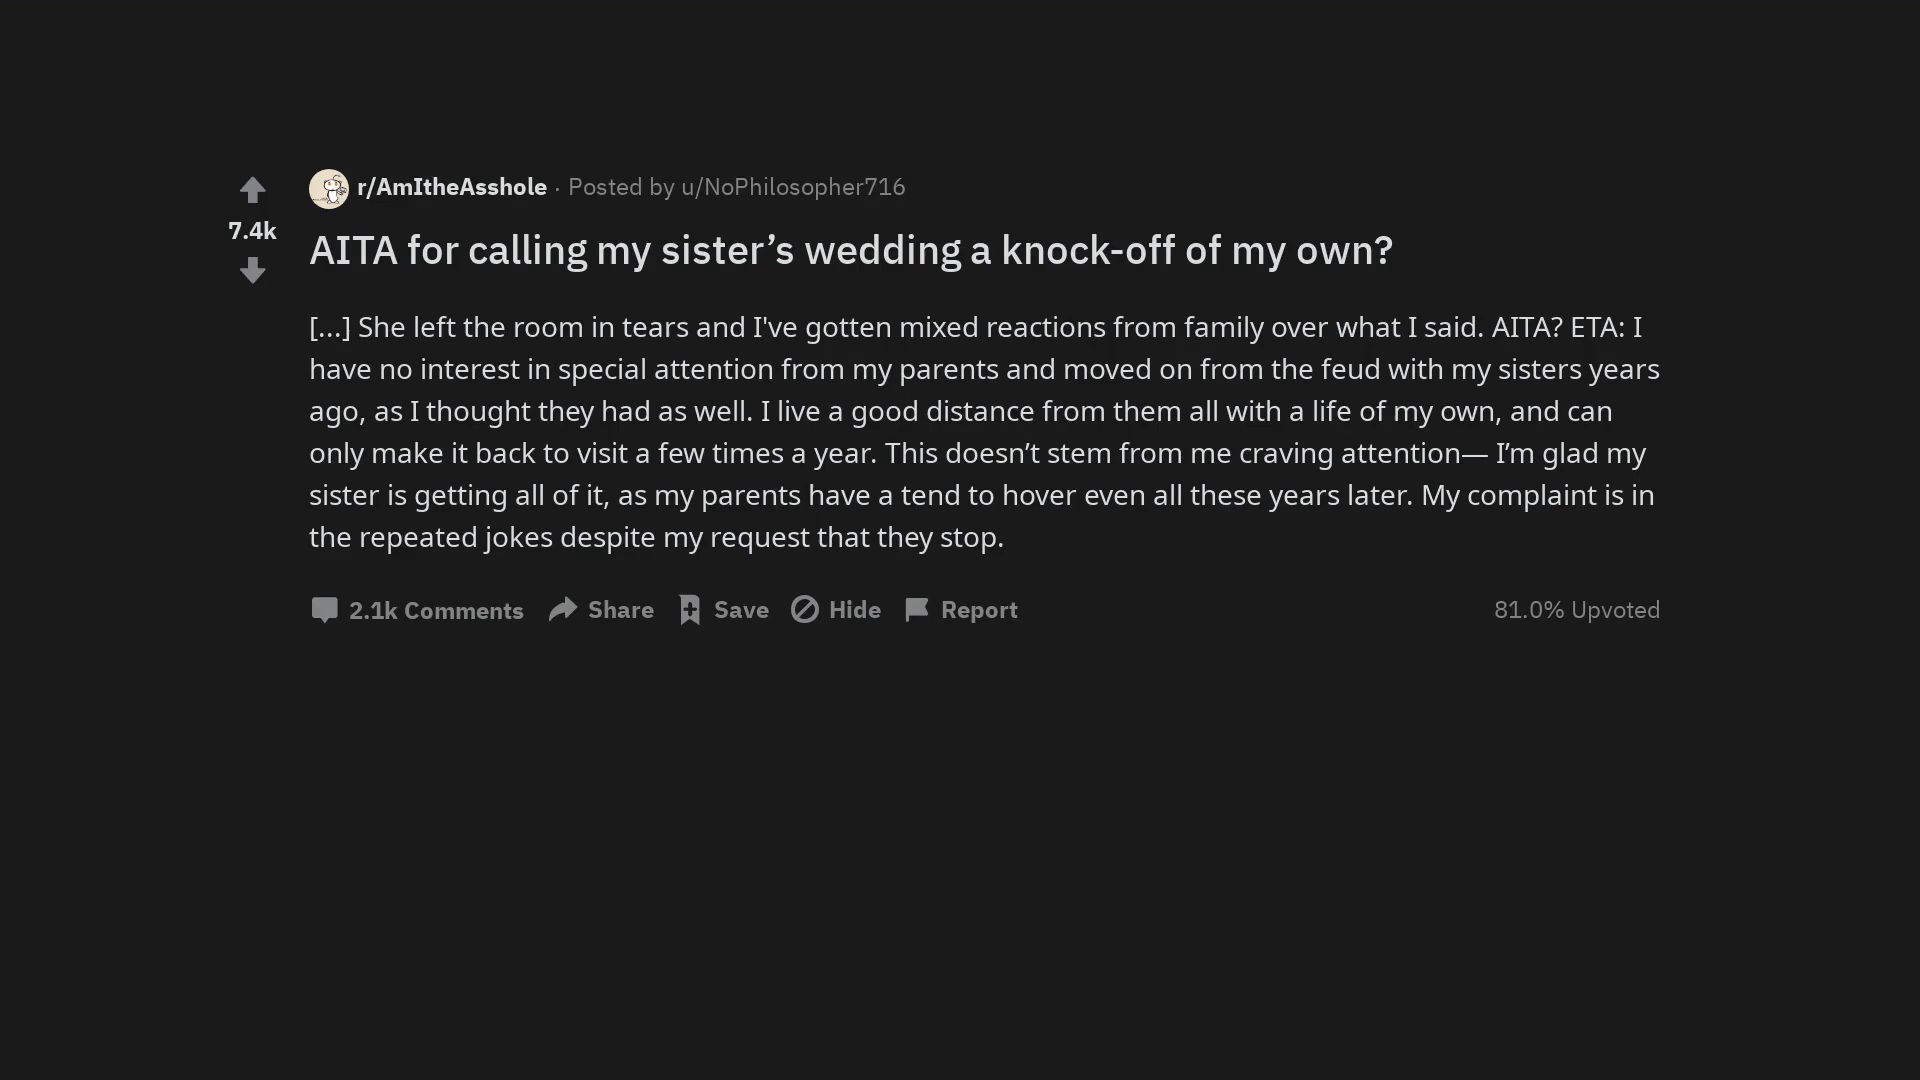 r/AmItheAsshole · Posted by u/NoPhilosopher716
7.4k
AITA for calling my sister’s wedding a knock-off of my own?
[...] She left the room in tears and I've gotten mixed reactions from family over what I said. AITA? ETA: I
have no interest in special attention from my parents and moved on from the feud with my sisters years
ago, as I thought they had as well. I live a good distance from them all with a life of my own, and can
only make it back to visit a few times a year. This doesn’t stem from me craving attention— I’m glad my
sister is getting all of it, as my parents have a tend to hover even all these years later. My complaint is in
the repeated jokes despite my request that they stop.
2.1k Comments Share Save Hide Report 81.0% Upvoted